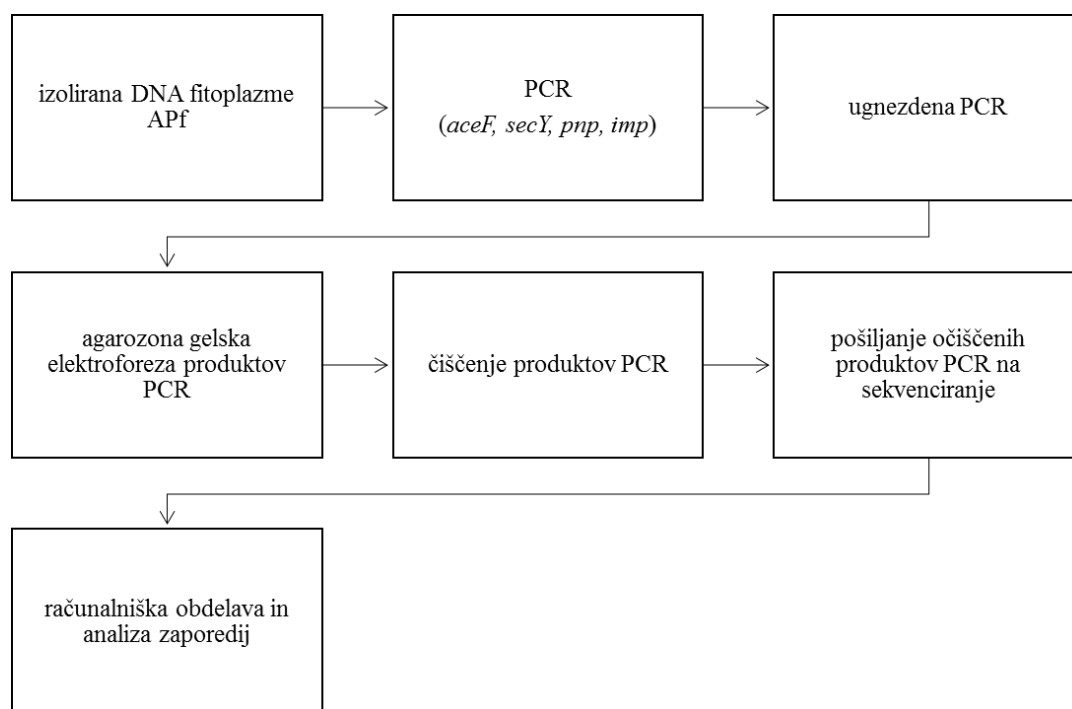 izolirana DNA fitoplazme
APf
PCR
(aceF, secY, pnp, imp)
ugnezdena PCR
agarozona gelska
elektroforeza produktov
PCR
čiščenje produktov PCR
pošiljanje očiščenih
produktov PCR na
sekvenciranje
računalniška obdelava in
analiza zaporedij